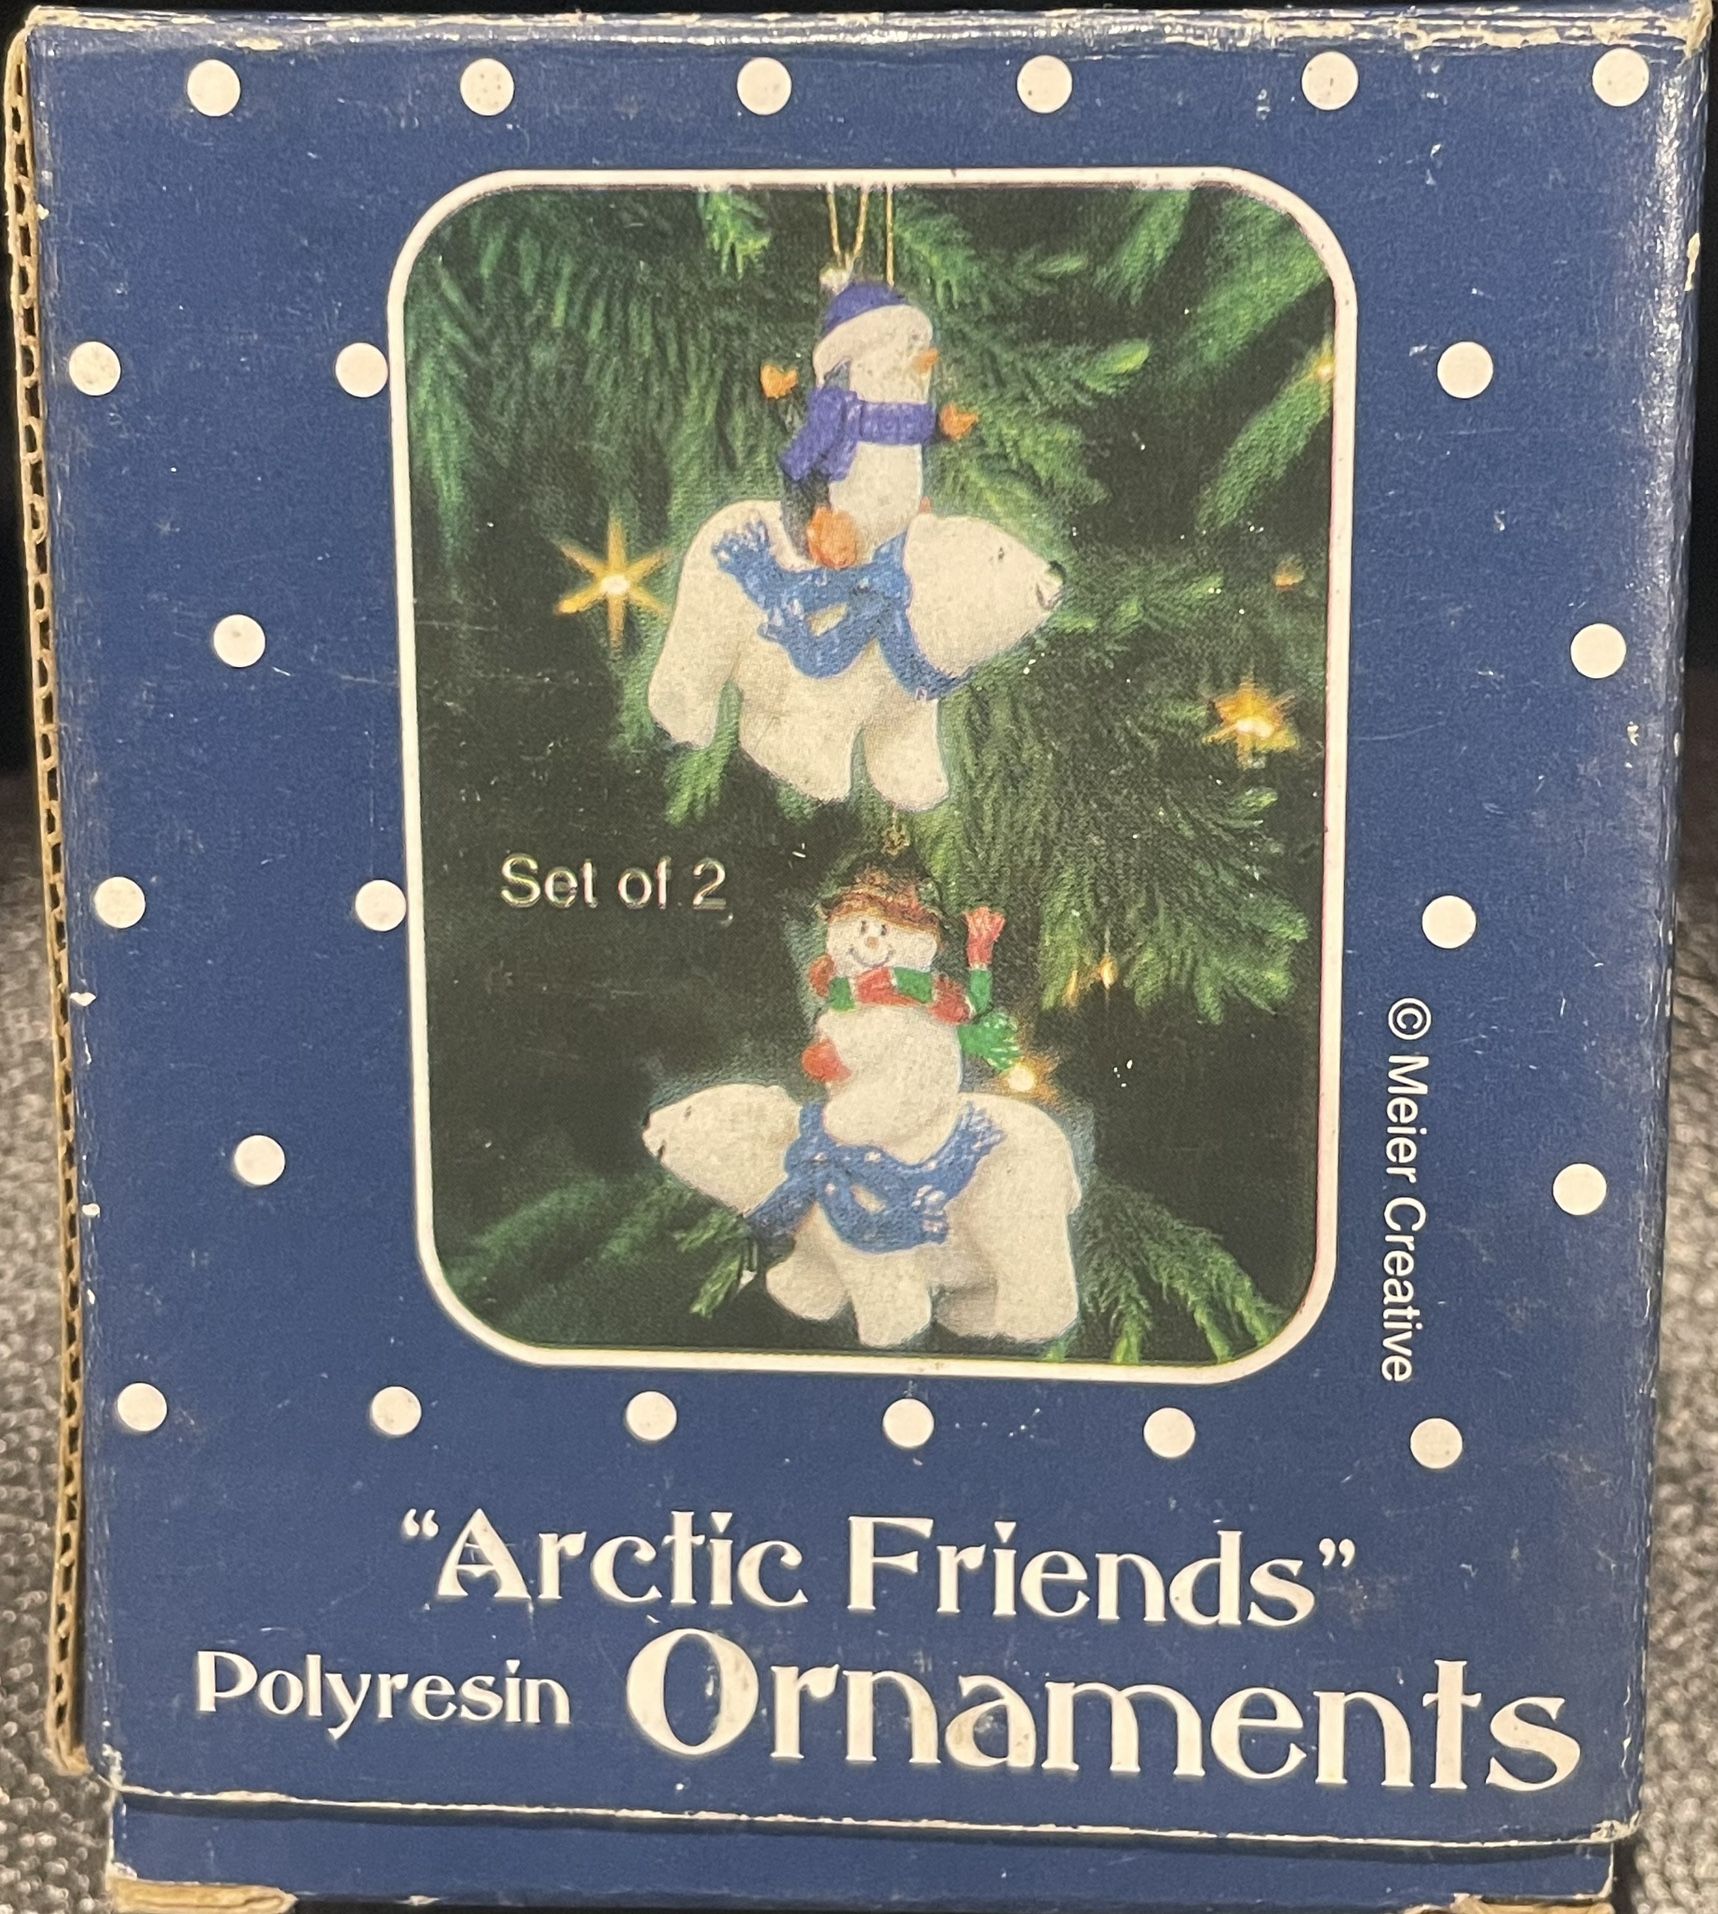 Set of 2
© Meier Creative
“Arctic Friends”
Polyresin Ornaments